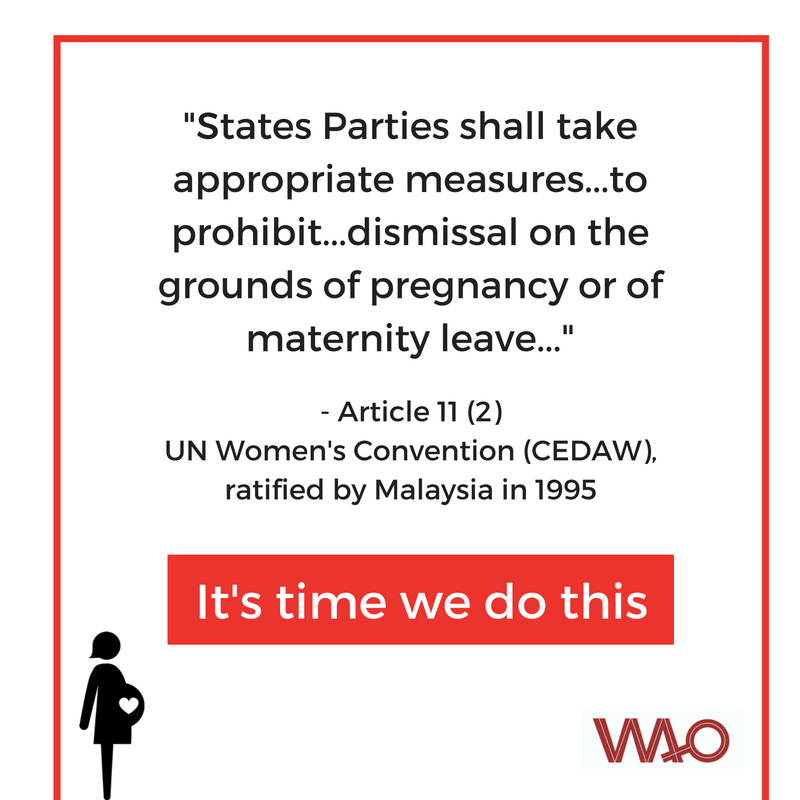 "States Parties shall take
appropriate measures...to
prohibit...dismissal on the
grounds of pregnancy or of
maternity leave..."
- Article 11 (2)
UN Women's Convention (CEDAW),
ratified by Malaysia in 1995
It's time we do this
WAO